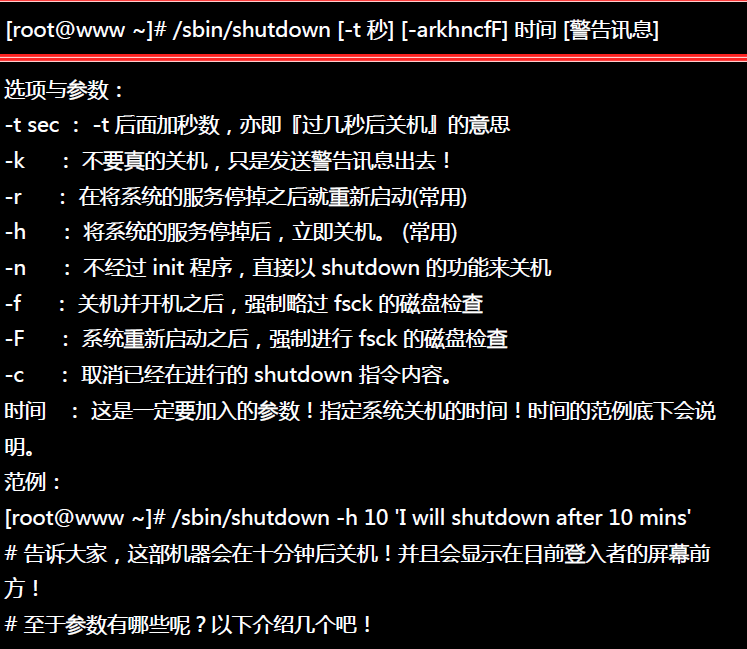 [root@www ~]# /sbin/shutdown [-t 秒] [-arkhncfF] 时间 [警告讯息]
选项与参数：
-t sec ： -t 后面加秒数，亦即『过几秒后关机』的意思
-k ： 不要真的关机，只是发送警告讯息出去！
-r ： 在将系统的服务停掉之后就重新启动(常用)
-h ： 将系统的服务停掉后，立即关机。 (常用)
-n ： 不经过 init 程序，直接以 shutdown 的功能来关机
-f ： 关机并开机之后，强制略过 fsck 的磁盘检查
-F ： 系统重新启动之后，强制进行 fsck 的磁盘检查
-c ： 取消已经在进行的 shutdown 指令内容。
时间 ： 这是一定要加入的参数！指定系统关机的时间！时间的范例底下会说
明。
范例：
[root@www ~]# /sbin/shutdown -h 10 'I will shutdown after 10 mins'
# 告诉大家，这部机器会在十分钟后关机！并且会显示在目前登入者的屏幕前
方！
# 至于参数有哪些呢？以下介绍几个吧！